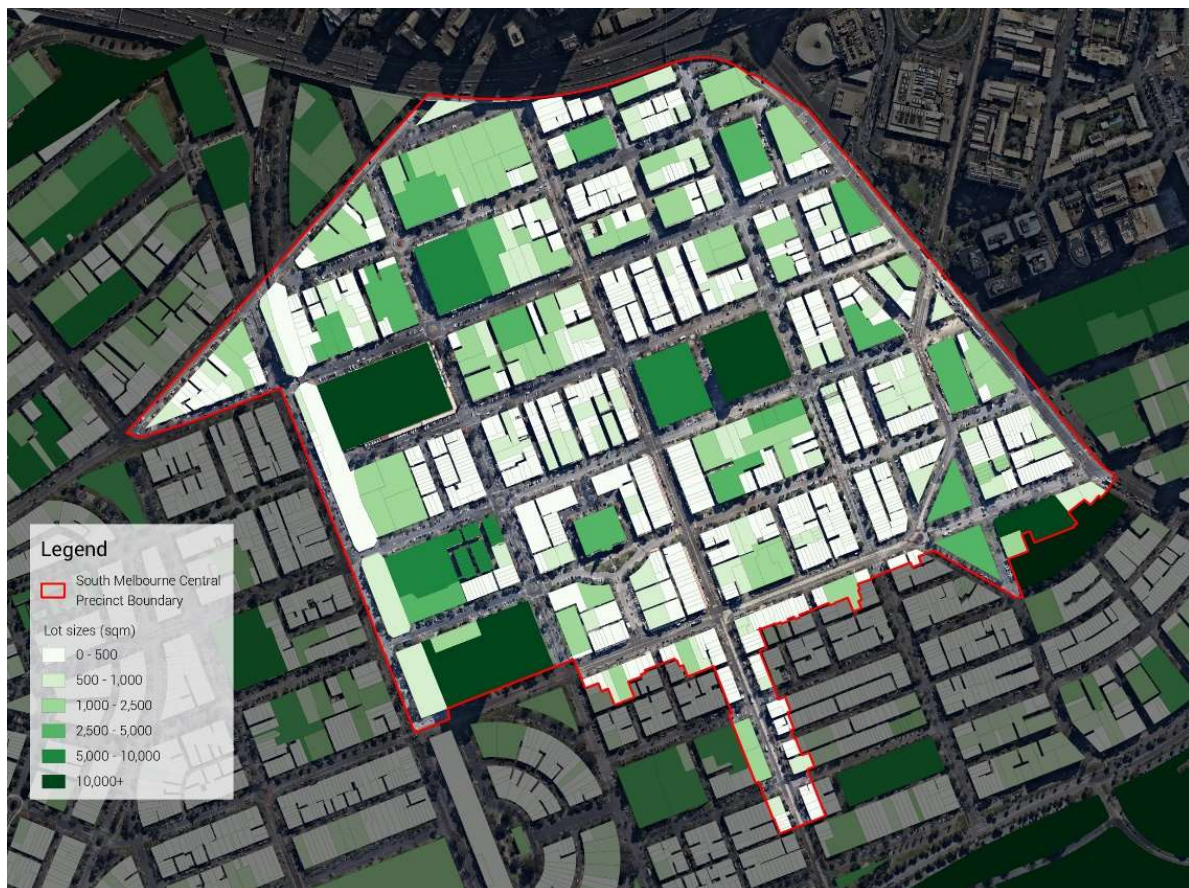 Legend
South Melbourne Central
Precinct Boundary
Lot sizes (sqm)
0 - 500
500 - 1,000
1,000 - 2,500
2,500 - 5,000
5,000 - 10,000
10,000+